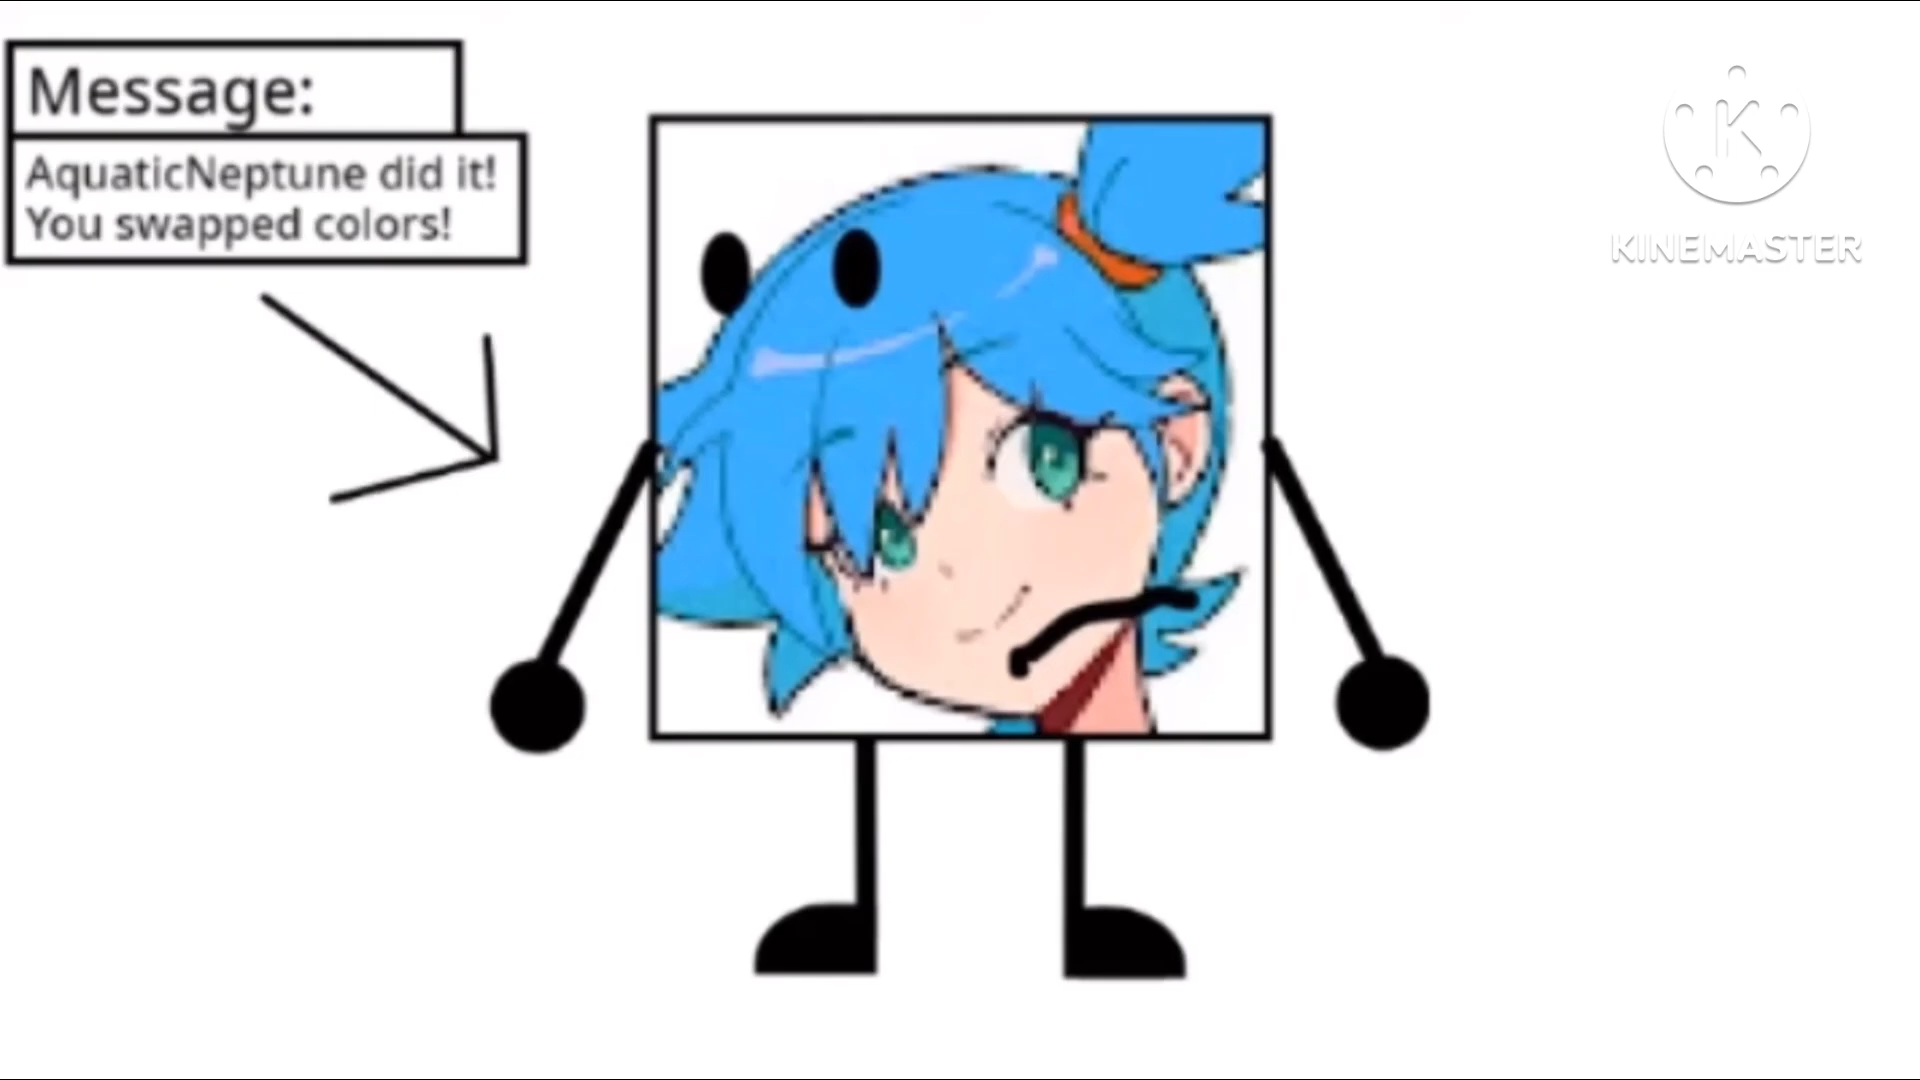 Message:
AquaticNeptune did it!
You swapped colors!
K
KINEMASTER